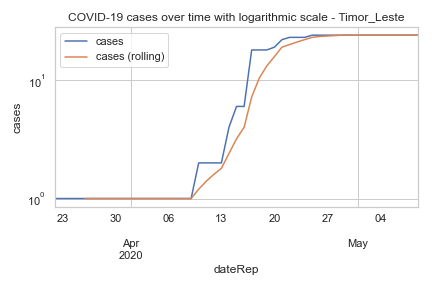 COVID-19 cases over time with logarithmic scale - Timor_Leste
cases
cases (rolling)
cases
10¹
10⁰
23 30 06 13 20 27 04
Apr May
2020
dateRep